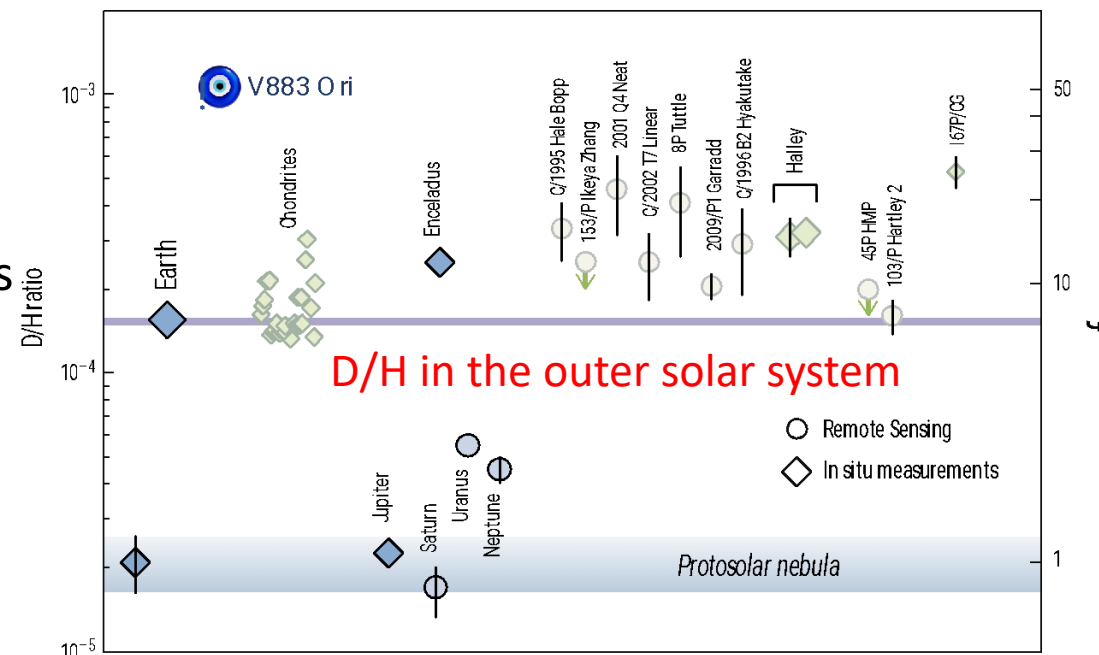 V883 Ori
10⁻³
50
Chondrites
Enceladus
C/1995 Hale Bopp
153/P Ikeya Zhang
2001 Q4 Neat
C/2002 T7 Linear
8P Tuttle
2009/P1 Garradd
C/1996 B2 Hyakutake
Halley
45P HMP
103/P Hartley 2
I67P/CG
Earth
s
D/H ratio
10
f
10⁻⁴
D/H in the outer solar system
Remote Sensing
In situ measurements
Jupiter
Saturn
Uranus
Neptune
Protosolar nebula
1
10⁻⁵